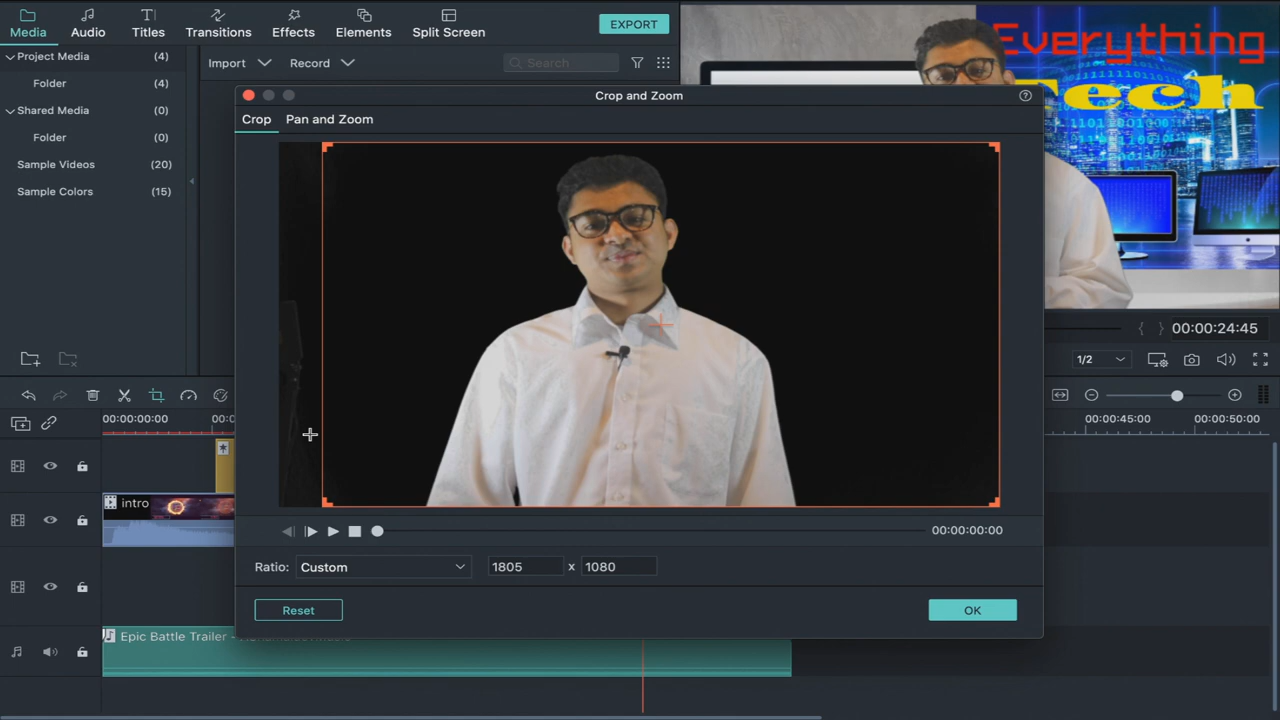 Media
Audio
Titles
Transitions
Effects
Elements
Split Screen
EXPORT
Project Media (4)
Folder (4)
Shared Media (0)
Folder (0)
Sample Videos (20)
Sample Colors (15)
Import
Record
Search
Everything
Tech
Crop and Zoom
Crop
Pan and Zoom
00:00:00:00
Ratio:
Custom
1805 x 1080
Reset
OK
00:00:24:45
1/2
00:00:00:00
00:00:45:00
00:00:50:00
intro
Epic Battle Trailer -